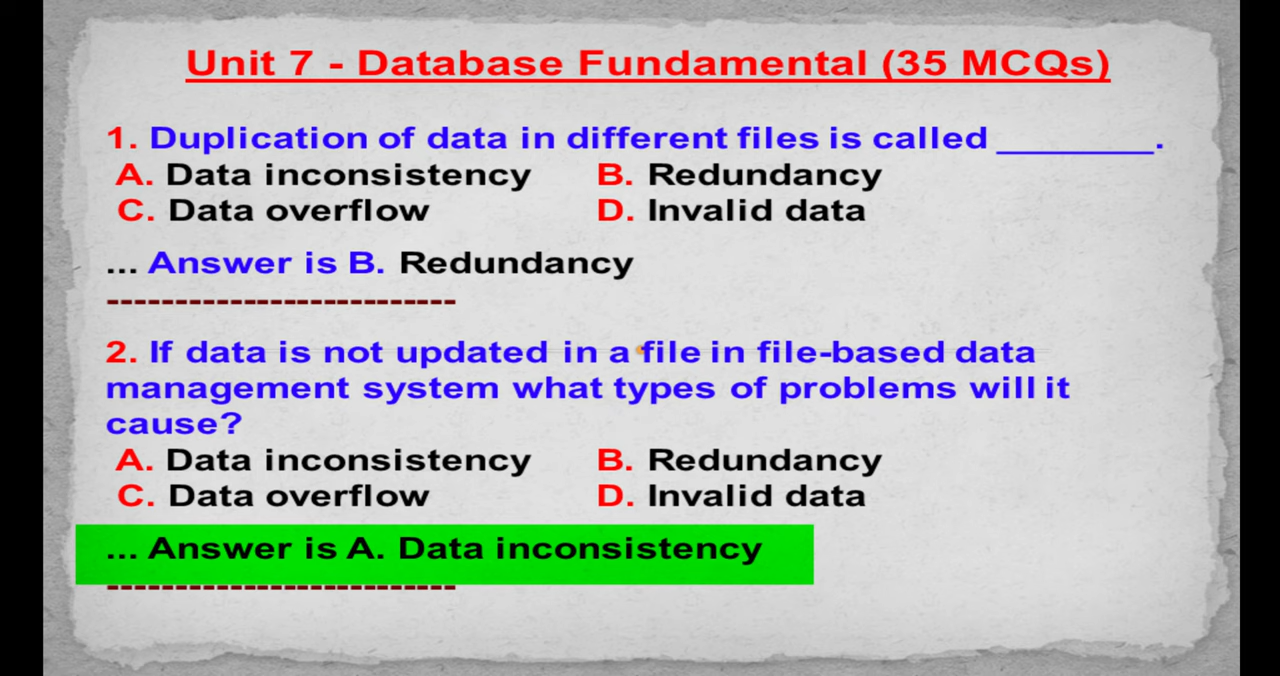 Unit 7 - Database Fundamental (35 MCQs)
1. Duplication of data in different files is called ________.
A. Data inconsistency B. Redundancy
C. Data overflow D. Invalid data
... Answer is B. Redundancy
-------------------------
2. If data is not updated in a file in file-based data
management system what types of problems will it
cause?
A. Data inconsistency B. Redundancy
C. Data overflow D. Invalid data
... Answer is A. Data inconsistency
-------------------------